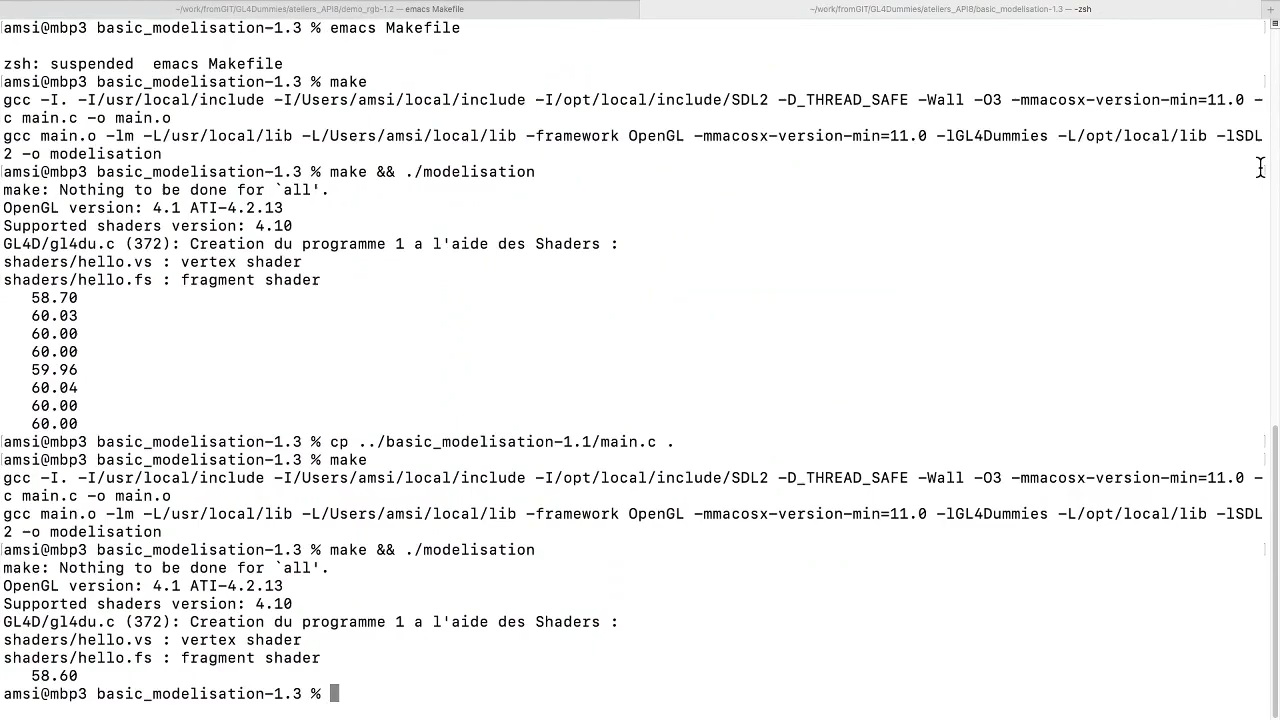 ~/work/fromGIT/GL4Dummies/ateliers_API8/demo_rgb-1.2 — emacs Makefile
~/work/fromGIT/GL4Dummies/ateliers_API8/basic_modelisation-1.3 — -zsh
amsi@mbp3 basic_modelisation-1.3 % emacs Makefile
zsh: suspended  emacs Makefile
amsi@mbp3 basic_modelisation-1.3 % make
gcc -I. -I/usr/local/include -I/Users/amsi/local/include -I/opt/local/include/SDL2 -D_THREAD_SAFE -Wall -O3 -mmacosx-version-min=11.0 -
c main.c -o main.o
gcc main.o -lm -L/usr/local/lib -L/Users/amsi/local/lib -framework OpenGL -mmacosx-version-min=11.0 -lGL4Dummies -L/opt/local/lib -lSDL
2 -o modelisation
amsi@mbp3 basic_modelisation-1.3 % make && ./modelisation
make: Nothing to be done for `all'.
OpenGL version: 4.1 ATI-4.2.13
Supported shaders version: 4.10
GL4D/gl4du.c (372): Creation du programme 1 a l'aide des Shaders :
shaders/hello.vs : vertex shader
shaders/hello.fs : fragment shader
58.70
60.03
60.00
60.00
59.96
60.04
60.00
60.00
amsi@mbp3 basic_modelisation-1.3 % cp ../basic_modelisation-1.1/main.c .
amsi@mbp3 basic_modelisation-1.3 % make
gcc -I. -I/usr/local/include -I/Users/amsi/local/include -I/opt/local/include/SDL2 -D_THREAD_SAFE -Wall -O3 -mmacosx-version-min=11.0 -
c main.c -o main.o
gcc main.o -lm -L/usr/local/lib -L/Users/amsi/local/lib -framework OpenGL -mmacosx-version-min=11.0 -lGL4Dummies -L/opt/local/lib -lSDL
2 -o modelisation
amsi@mbp3 basic_modelisation-1.3 % make && ./modelisation
make: Nothing to be done for `all'.
OpenGL version: 4.1 ATI-4.2.13
Supported shaders version: 4.10
GL4D/gl4du.c (372): Creation du programme 1 a l'aide des Shaders :
shaders/hello.vs : vertex shader
shaders/hello.fs : fragment shader
58.60
amsi@mbp3 basic_modelisation-1.3 %